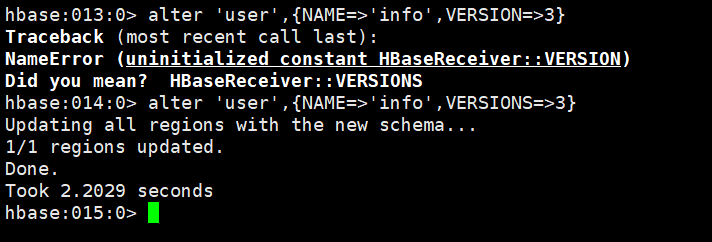 hbase:013:0> alter 'user',{NAME=>'info',VERSION=>3}
Traceback (most recent call last):
NameError (uninitialized constant HBaseReceiver::VERSION)
Did you mean?  HBaseReceiver::VERSIONS
hbase:014:0> alter 'user',{NAME=>'info',VERSIONS=>3}
Updating all regions with the new schema...
1/1 regions updated.
Done.
Took 2.2029 seconds
hbase:015:0>